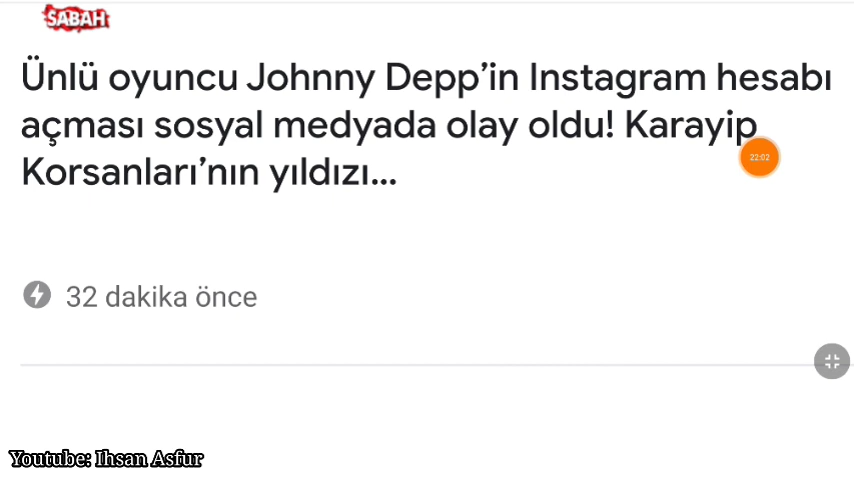 SABAH
Ünlü oyuncu Johnny Depp’in Instagram hesabı
açması sosyal medyada olay oldu! Karayip
Korsanları’nın yıldızı...
22:02
32 dakika önce
Youtube: Ihsan Asfur